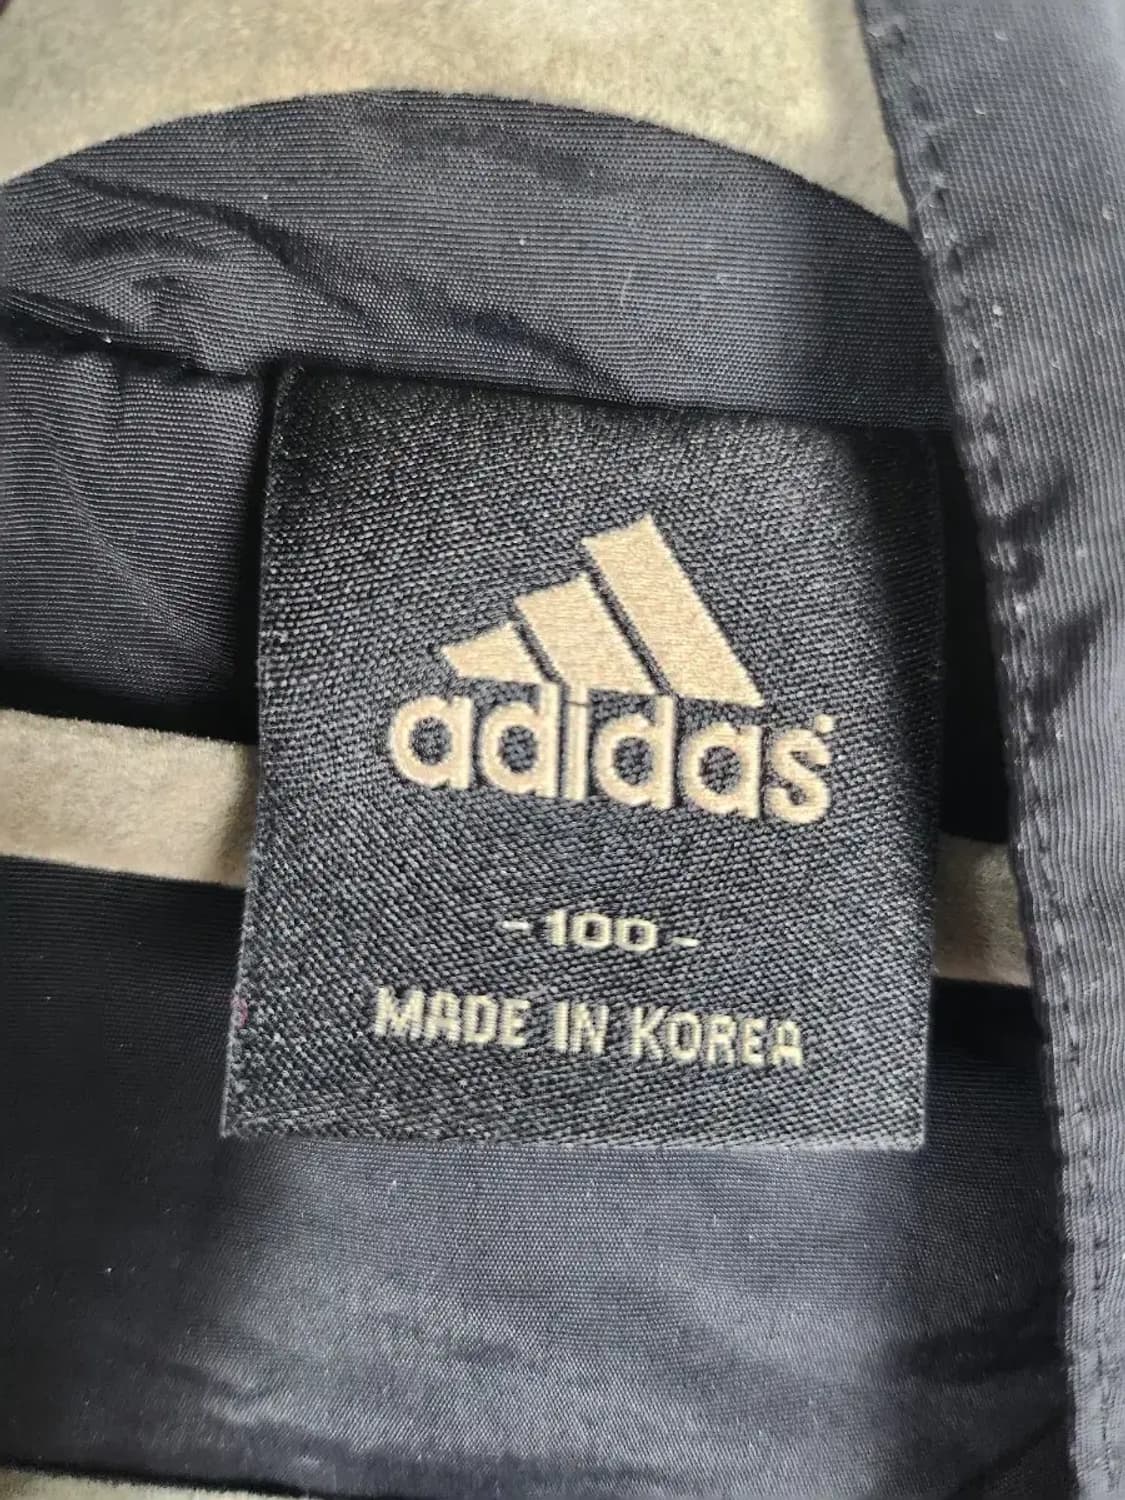 adidas
-100-
MADE IN KOREA